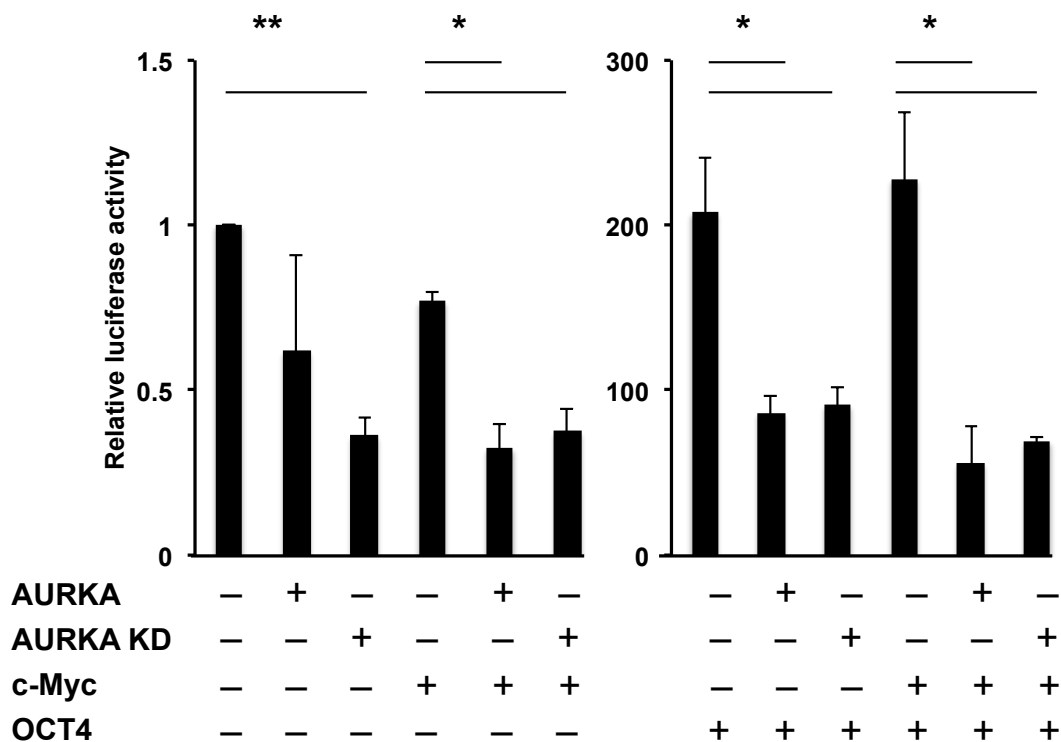 ** * * *
1.5 300
Relative luciferase activity
1 200
0.5 100
0 0
AURKA – + – – + – – + – – + –
AURKA KD – – + – – + – – + – – +
c-Myc – – – + + + – – – + + +
OCT4 – – – – – – + + + + + +